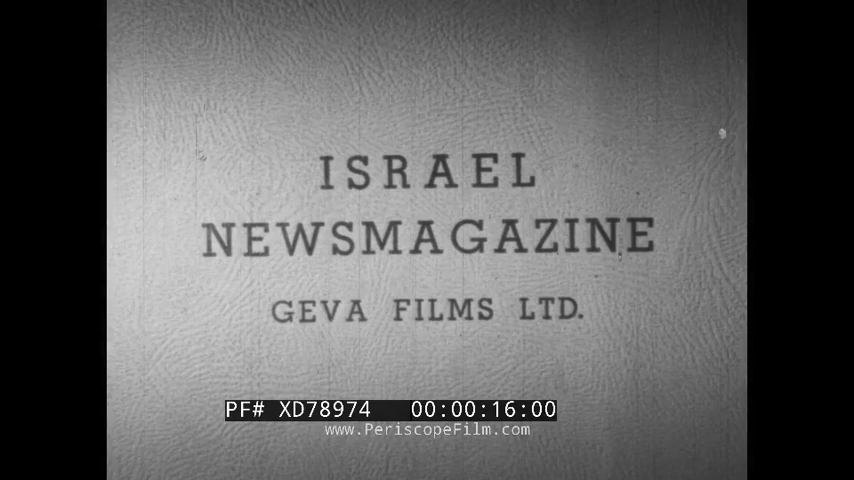 ISRAEL
NEWSMAGAZINE
GEVA FILMS LTD.
PF# XD78974 00:00:16:00
www.PeriscopeFilm.com